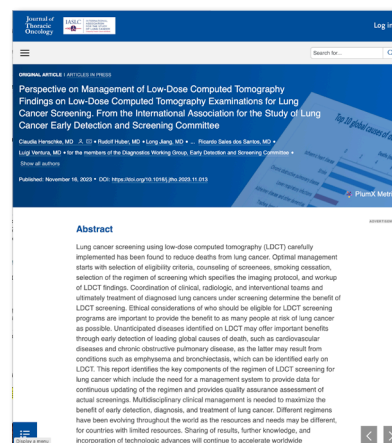 Journal of
Thoracic
Oncology
IASLC
Log in
Search for...
ORIGINAL ARTICLE | ARTICLES IN PRESS
Perspective on Management of Low-Dose Computed Tomography
Findings on Low-Dose Computed Tomography Examinations for Lung
Cancer Screening. From the International Association for the Study of Lung
Cancer Early Detection and Screening Committee
Claudia Henschke, MD • Rudolf Huber, MD • Long Jiang, MD • ... Ricardo Sales dos Santos, MD •
Luigi Ventura, MD • for the members of the Diagnostics Working Group, Early Detection and Screening Committee •
Show all authors
Published: November 16, 2023 • DOI: https://doi.org/10.1016/j.jtho.2023.11.013
Top 10 global causes of
PlumX Metri
ADVERTISE
Abstract
Lung cancer screening using low-dose computed tomography (LDCT) carefully
implemented has been found to reduce deaths from lung cancer. Optimal management
starts with selection of eligibility criteria, counseling of screenees, smoking cessation,
selection of the regimen of screening which specifies the imaging protocol, and workup
of LDCT findings. Coordination of clinical, radiologic, and interventional teams and
ultimately treatment of diagnosed lung cancers under screening determine the benefit of
LDCT screening. Ethical considerations of who should be eligible for LDCT screening
programs are important to provide the benefit to as many people at risk of lung cancer
as possible. Unanticipated diseases identified on LDCT may offer important benefits
through early detection of leading global causes of death, such as cardiovascular
diseases and chronic obstructive pulmonary disease, as the latter may result from
conditions such as emphysema and bronchiectasis, which can be identified early on
LDCT. This report identifies the key components of the regimen of LDCT screening for
lung cancer which include the need for a management system to provide data for
continuous updating of the regimen and provides quality assurance assessment of
actual screenings. Multidisciplinary clinical management is needed to maximize the
benefit of early detection, diagnosis, and treatment of lung cancer. Different regimens
have been evolving throughout the world as the resources and needs may be different,
for countries with limited resources. Sharing of results, further knowledge, and
incorporation of technologic advances will continue to accelerate worldwide
Display a menu